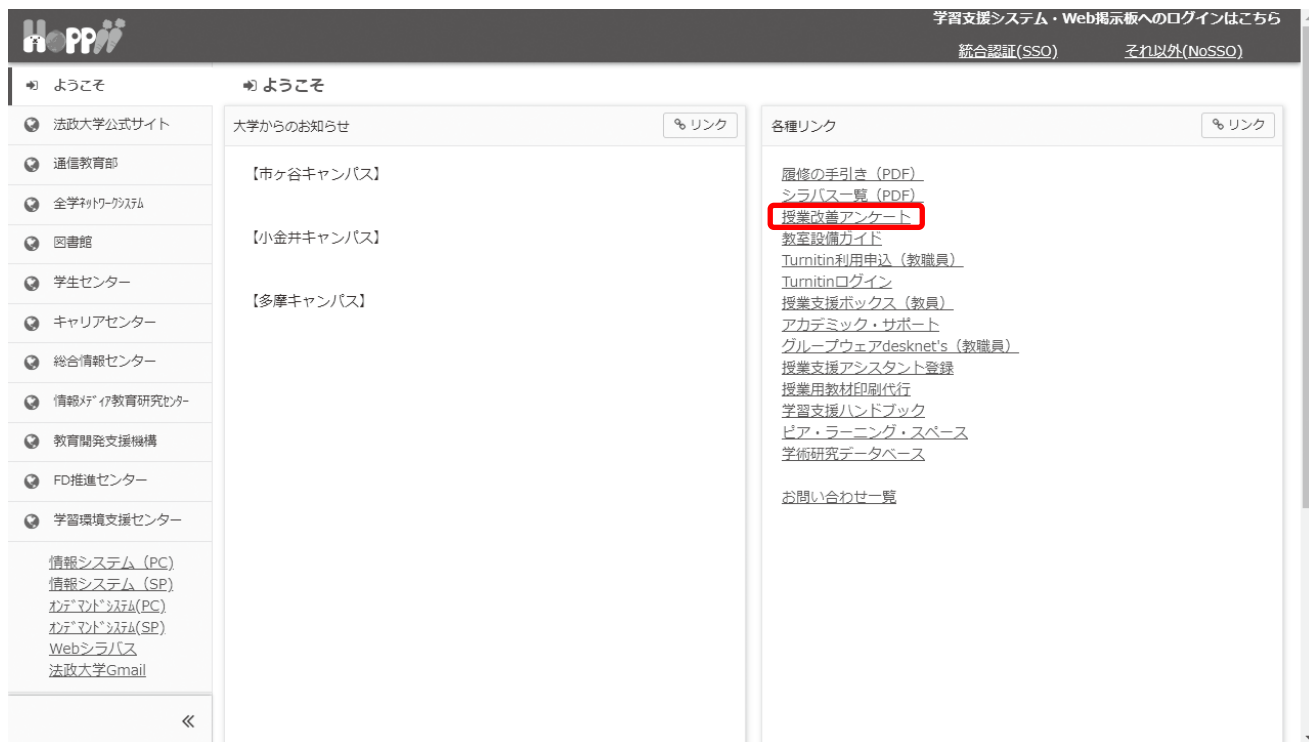 Hoppii
学習支援システム・Web掲示板へのログインはこちら
統合認証(SSO)
それ以外(NoSSO)
ようこそ
法政大学公式サイト
通信教育部
全学ﾈｯﾄﾜｰｸｼｽﾃﾑ
図書館
学生センター
キャリアセンター
総合情報センター
情報ﾒﾃﾞｨｱ教育研究ｾﾝﾀｰ
教育開発支援機構
FD推進センター
学習環境支援センター
情報システム（PC)
情報システム（SP)
ｵﾝﾃﾞﾏﾝﾄﾞｼｽﾃﾑ(PC)
ｵﾝﾃﾞﾏﾝﾄﾞｼｽﾃﾑ(SP)
Webシラバス
法政大学Gmail
«
ようこそ
大学からのお知らせ
リンク
【市ヶ谷キャンパス】
【小金井キャンパス】
【多摩キャンパス】
各種リンク
リンク
履修の手引き（PDF）
シラバス一覧（PDF）
授業改善アンケート
教室設備ガイド
Turnitin利用申込（教職員）
Turnitinログイン
授業支援ボックス（教員）
アカデミック・サポート
グループウェアdesknet's（教職員）
授業支援アシスタント登録
授業用教材印刷代行
学習支援ハンドブック
ピア・ラーニング・スペース
学術研究データベース
お問い合わせ一覧